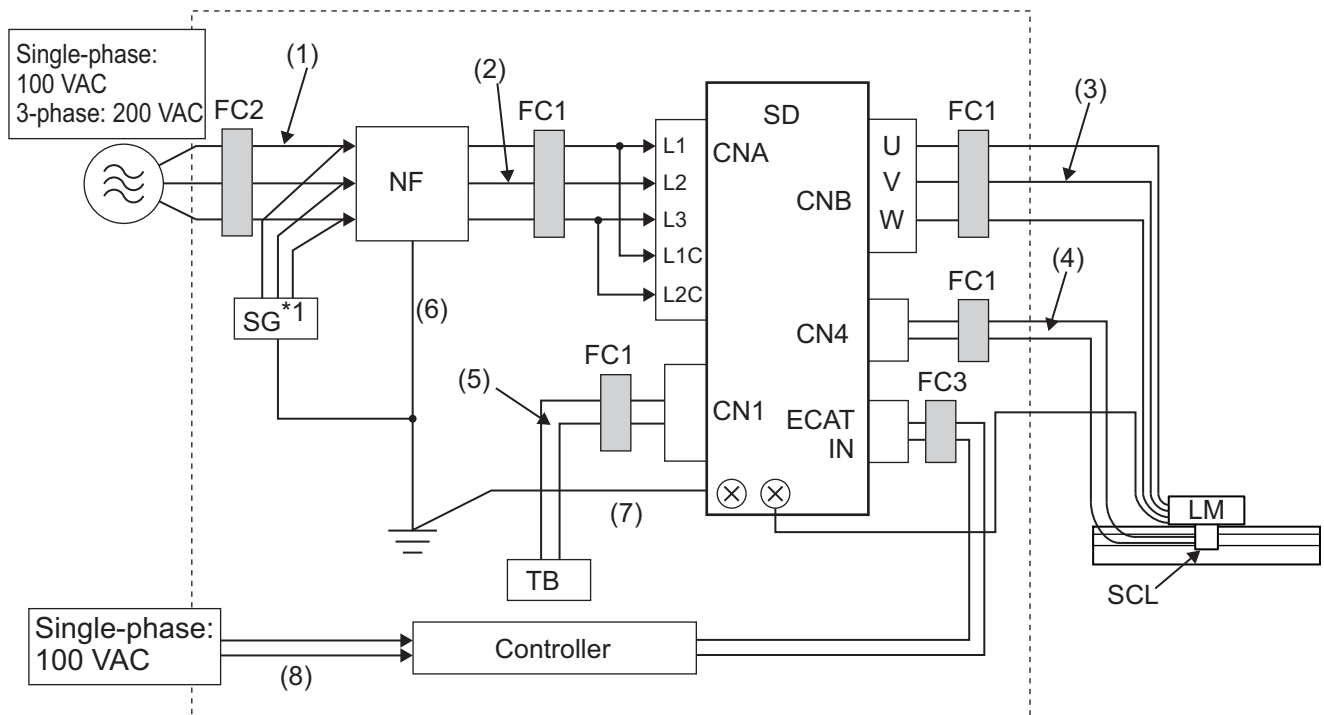 Single-phase:
100 VAC
3-phase: 200 VAC
(1)
FC2
NF
SG*1
(6)
(2)
FC1
L1
L2
L3
L1C
L2C
SD
CNA
CNB
U
V
W
FC1
(3)
FC1
(4)
CN4
(5)
FC1
CN1
ECAT
IN
FC3
(7)
TB
LM
SCL
Single-phase:
100 VAC
(8)
Controller